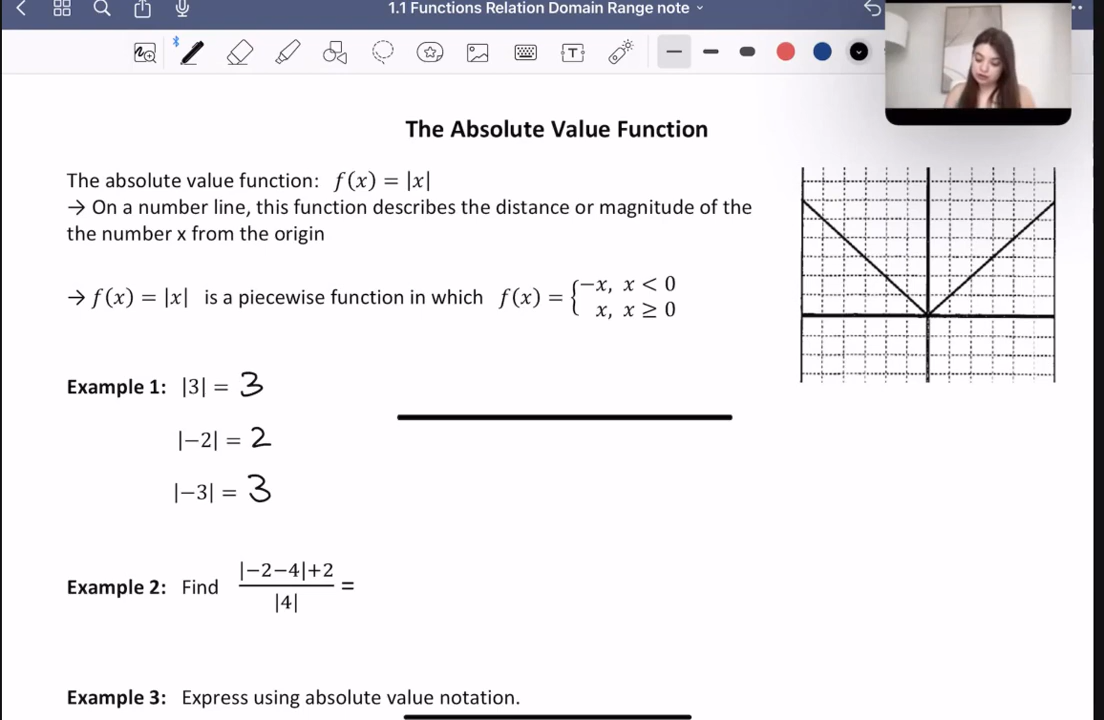 1.1 Functions Relation Domain Range note
The Absolute Value Function
The absolute value function: f(x) = |x|
→ On a number line, this function describes the distance or magnitude of the
the number x from the origin
→ f(x) = |x| is a piecewise function in which f(x) = { −x, x < 0
x, x ≥ 0
Example 1: |3| = 3
|−2| = 2
|−3| = 3
Example 2: Find |−2−4|+2 =
|4|
Example 3: Express using absolute value notation.